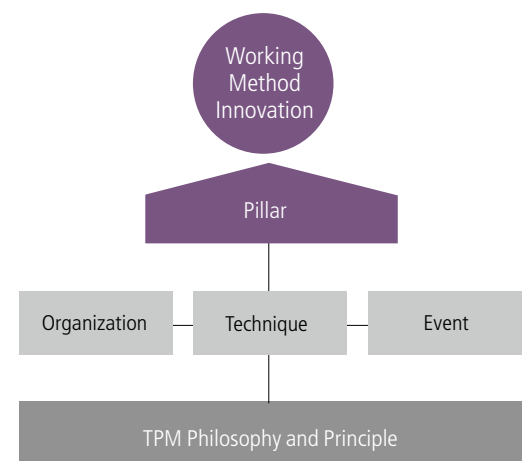 Working
Method
Innovation
Pillar
Organization
Technique
Event
TPM Philosophy and Principle